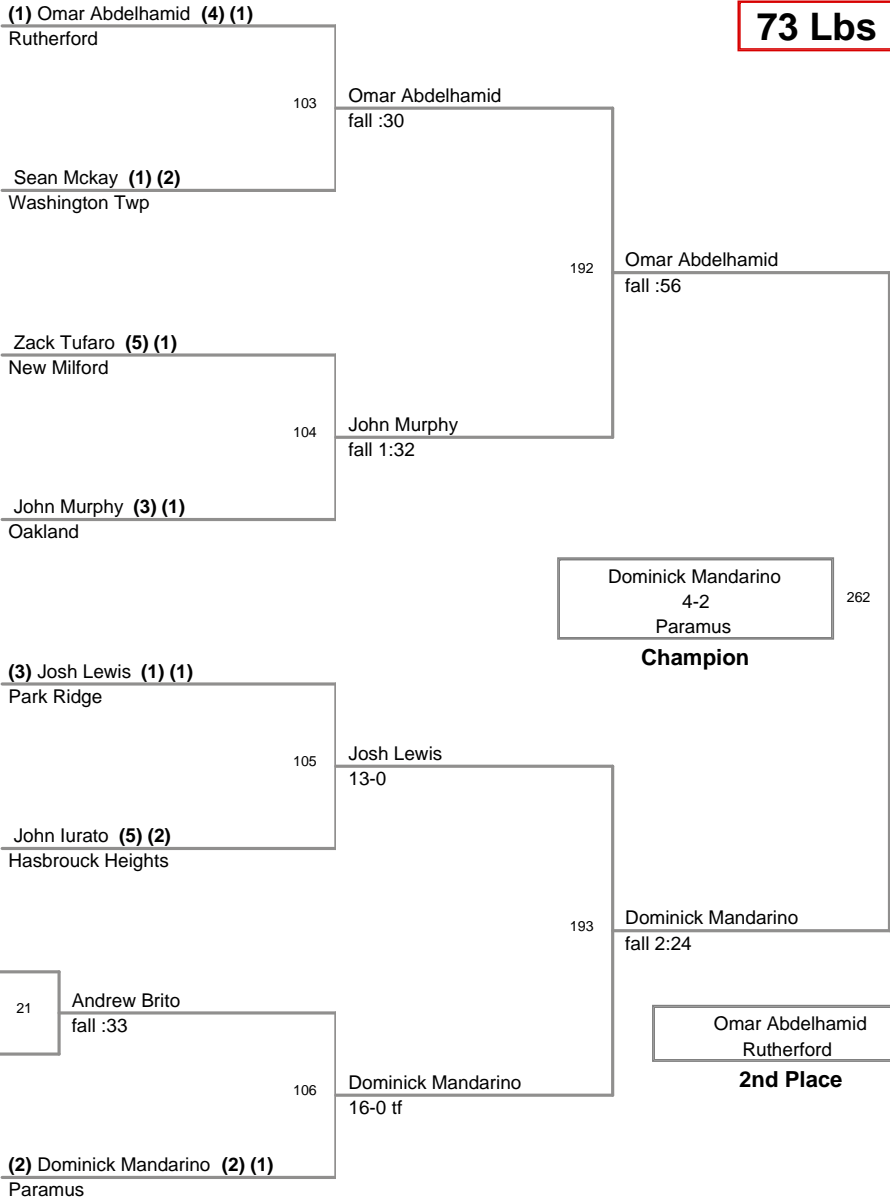 (1) Omar Abdelhamid (4) (1)
Rutherford
73 Lbs
103
Omar Abdelhamid
fall :30
Sean Mckay (1) (2)
Washington Twp
192
Omar Abdelhamid
fall :56
Zack Tufaro (5) (1)
New Milford
104
John Murphy
fall 1:32
John Murphy (3) (1)
Oakland
Dominick Mandarino
4-2
Paramus
262
Champion
(3) Josh Lewis (1) (1)
Park Ridge
105
Josh Lewis
13-0
John Iurato (5) (2)
Hasbrouck Heights
193
Dominick Mandarino
fall 2:24
21
Andrew Brito
fall :33
Omar Abdelhamid
Rutherford
2nd Place
106
Dominick Mandarino
16-0 tf
(2) Dominick Mandarino (2) (1)
Paramus